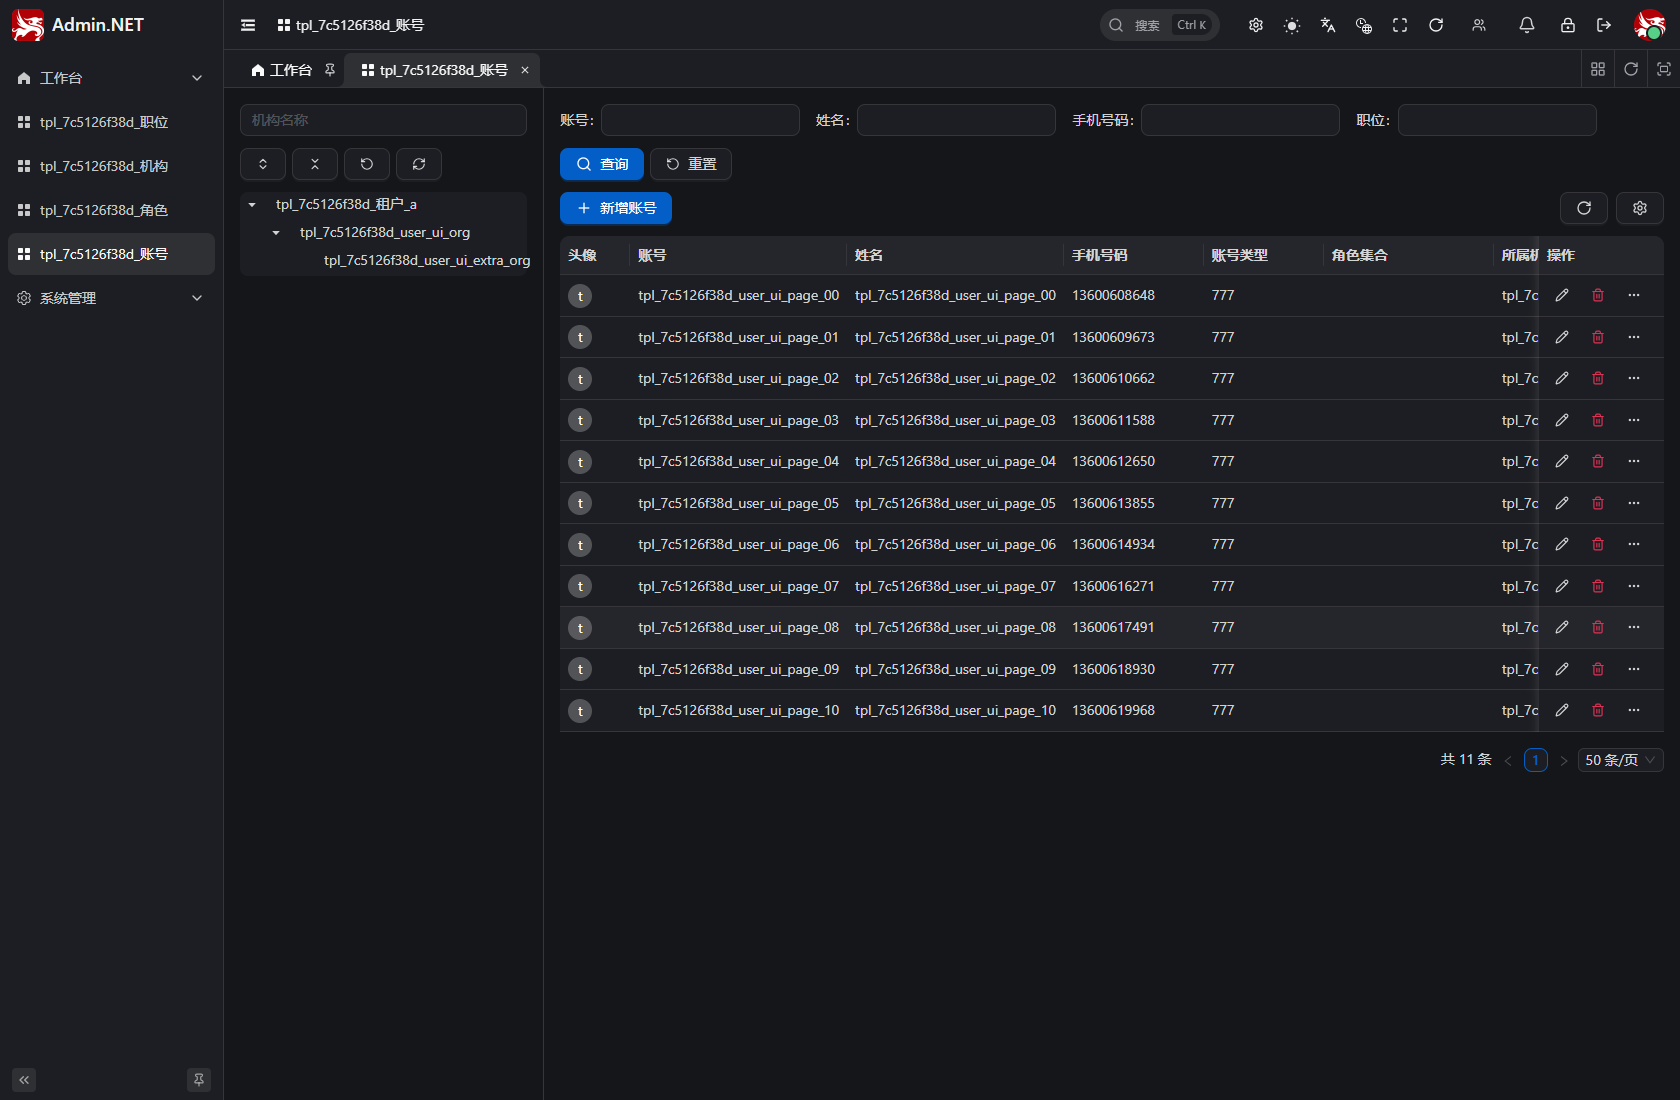 Admin.NET
tpl_7c5126f38d_账号
搜索 Ctrl K
工作台
tpl_7c5126f38d_账号
工作台
tpl_7c5126f38d_职位
tpl_7c5126f38d_机构
tpl_7c5126f38d_角色
tpl_7c5126f38d_账号
系统管理
机构名称
tpl_7c5126f38d_租户_a
tpl_7c5126f38d_user_ui_org
tpl_7c5126f38d_user_ui_extra_org
账号: 姓名: 手机号码: 职位:
查询 重置
新增账号
头像 账号 姓名 手机号码 账号类型 角色集合 所属机 操作
t tpl_7c5126f38d_user_ui_page_00 tpl_7c5126f38d_user_ui_page_00 13600608648 777 tpl_7c
t tpl_7c5126f38d_user_ui_page_01 tpl_7c5126f38d_user_ui_page_01 13600609673 777 tpl_7c
t tpl_7c5126f38d_user_ui_page_02 tpl_7c5126f38d_user_ui_page_02 13600610662 777 tpl_7c
t tpl_7c5126f38d_user_ui_page_03 tpl_7c5126f38d_user_ui_page_03 13600611588 777 tpl_7c
t tpl_7c5126f38d_user_ui_page_04 tpl_7c5126f38d_user_ui_page_04 13600612650 777 tpl_7c
t tpl_7c5126f38d_user_ui_page_05 tpl_7c5126f38d_user_ui_page_05 13600613855 777 tpl_7c
t tpl_7c5126f38d_user_ui_page_06 tpl_7c5126f38d_user_ui_page_06 13600614934 777 tpl_7c
t tpl_7c5126f38d_user_ui_page_07 tpl_7c5126f38d_user_ui_page_07 13600616271 777 tpl_7c
t tpl_7c5126f38d_user_ui_page_08 tpl_7c5126f38d_user_ui_page_08 13600617491 777 tpl_7c
t tpl_7c5126f38d_user_ui_page_09 tpl_7c5126f38d_user_ui_page_09 13600618930 777 tpl_7c
t tpl_7c5126f38d_user_ui_page_10 tpl_7c5126f38d_user_ui_page_10 13600619968 777 tpl_7c
共 11 条 1 50 条/页